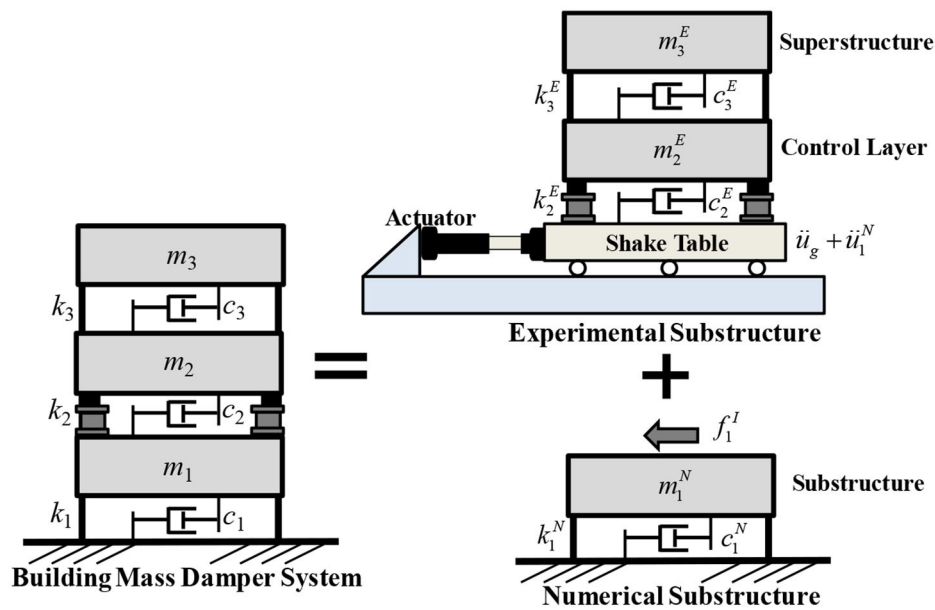 m₃ᴱ
Superstructure
k₃ᴱ
c₃ᴱ
m₂ᴱ
Control Layer
k₂ᴱ
c₂ᴱ
Actuator
Shake Table
ü_g + ü₁ᴺ
Experimental Substructure
m₃
k₃
c₃
m₂
k₂
c₂
m₁
k₁
c₁
Building Mass Damper System
=
+
f₁ᴵ
m₁ᴺ
Substructure
k₁ᴺ
c₁ᴺ
Numerical Substructure